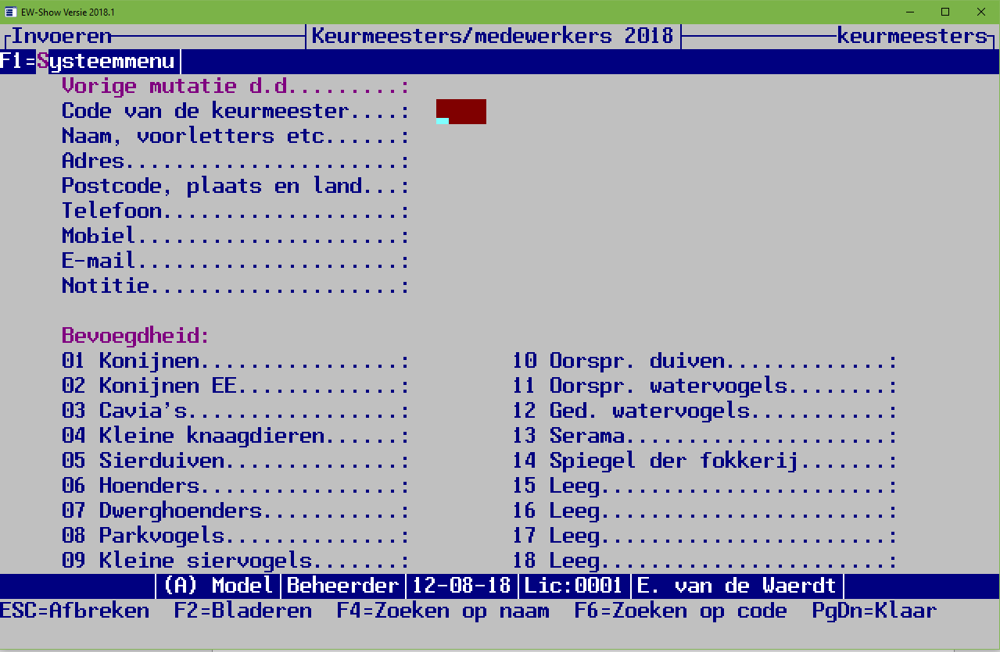 EW-Show Versie 2018.1
Invoeren Keurmeesters/medewerkers 2018 keurmeesters
F1=Systeemmenu
Vorige mutatie d.d.........:
Code van de keurmeester....:
Naam, voorletters etc......:
Adres......................:
Postcode, plaats en land...:
Telefoon...................:
Mobiel.....................:
E-mail.....................:
Notitie....................:
Bevoegdheid:
01 Konijnen................: 10 Oorspr. duiven.............:
02 Konijnen EE.............: 11 Oorspr. watervogels........:
03 Cavia's.................: 12 Ged. watervogels...........:
04 Kleine knaagdieren......: 13 Serama.....................:
05 Sierduiven..............: 14 Spiegel der fokkerij.......:
06 Hoenders................: 15 Leeg.......................:
07 Dwerghoenders...........: 16 Leeg.......................:
08 Parkvogels..............: 17 Leeg.......................:
09 Kleine siervogels.......: 18 Leeg.......................:
(A) Model Beheerder 12-08-18 Lic:0001 E. van de Waerdt
ESC=Afbreken F2=Bladeren F4=Zoeken op naam F6=Zoeken op code PgDn=Klaar